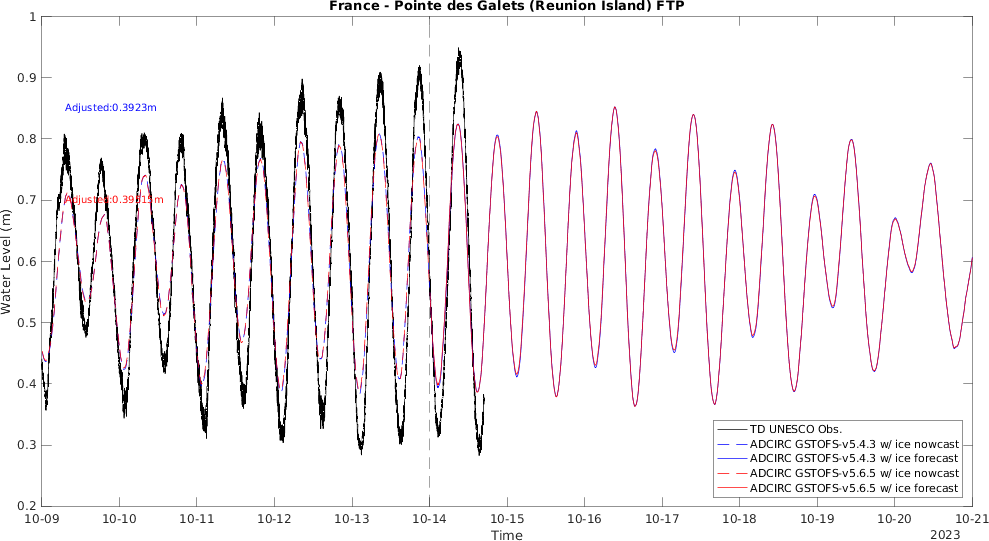 France - Pointe des Galets (Reunion Island) FTP
1
0.9
0.8
0.7
0.6
0.5
0.4
0.3
0.2
Water Level (m)
Adjusted:0.3923m
Adjusted:0.39315m
TD UNESCO Obs.
ADCIRC GSTOFS-v5.4.3 w/ ice nowcast
ADCIRC GSTOFS-v5.4.3 w/ ice forecast
ADCIRC GSTOFS-v5.6.5 w/ ice nowcast
ADCIRC GSTOFS-v5.6.5 w/ ice forecast
10-09 10-10 10-11 10-12 10-13 10-14 10-15 10-16 10-17 10-18 10-19 10-20 10-21
Time
2023